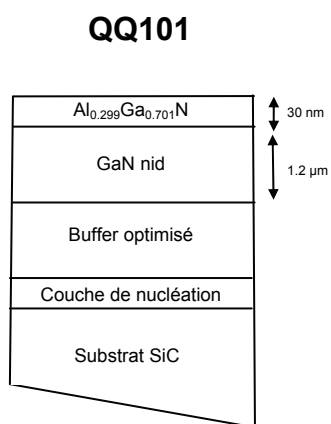 QQ101
Al₀.₂₉₉Ga₀.₇₀₁N
30 nm
GaN nid
1.2 µm
Buffer optimisé
Couche de nucléation
Substrat SiC